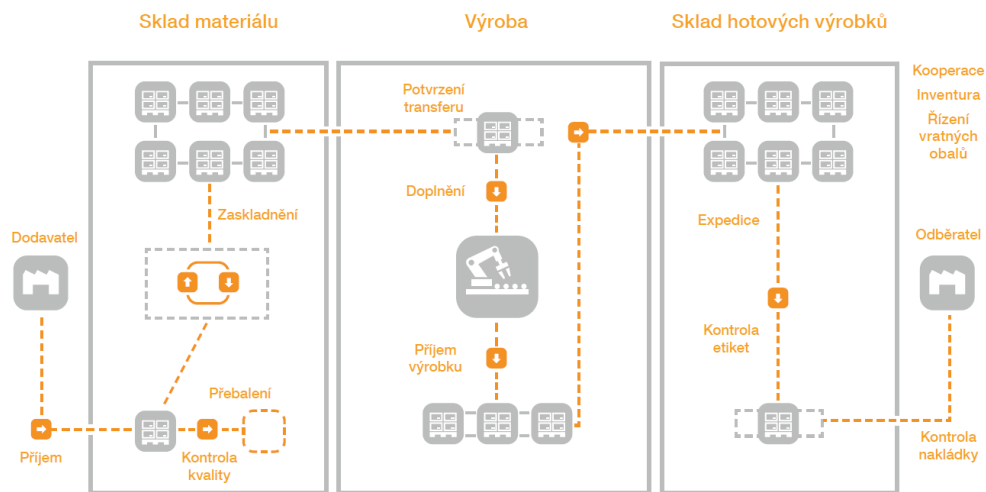 Sklad materiálu
Výroba
Sklad hotových výrobků
Kooperace
Inventura
Řízení
vratných
obalů
Potvrzení
transferu
Doplnění
Zaskladnění
Expedice
Dodavatel
Odběratel
Kontrola
etiket
Příjem
výrobku
Přebalení
Příjem
Kontrola
kvality
Kontrola
nakládky